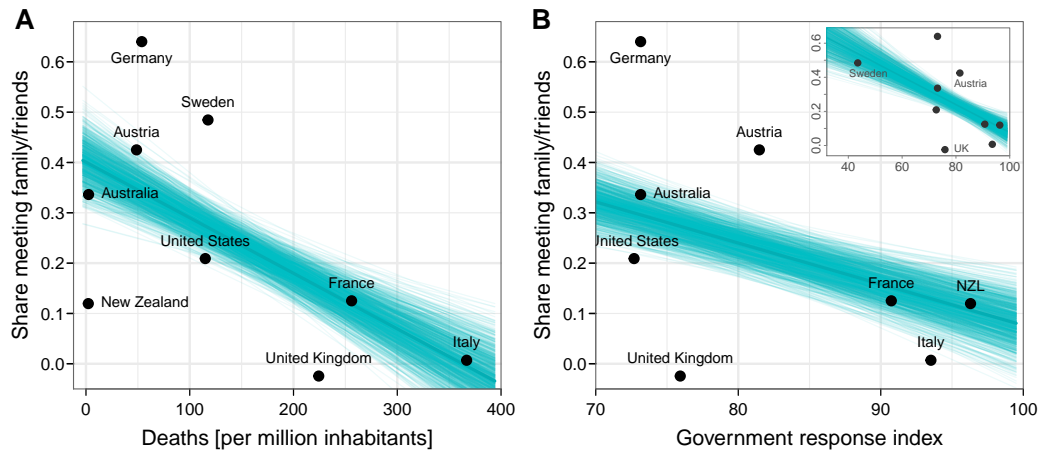 A
Share meeting family/friends
0.6
0.5
0.4
0.3
0.2
0.1
0.0
Germany
Sweden
Austria
Australia
United States
New Zealand
France
Italy
United Kingdom
0
100
200
300
400
Deaths [per million inhabitants]
B
Share meeting family/friends
0.6
0.5
0.4
0.3
0.2
0.1
0.0
Germany
Austria
Australia
United States
France
NZL
Italy
United Kingdom
70
80
90
100
Government response index
0.6
0.4
0.2
0.0
Sweden
Austria
UK
40
60
80
100